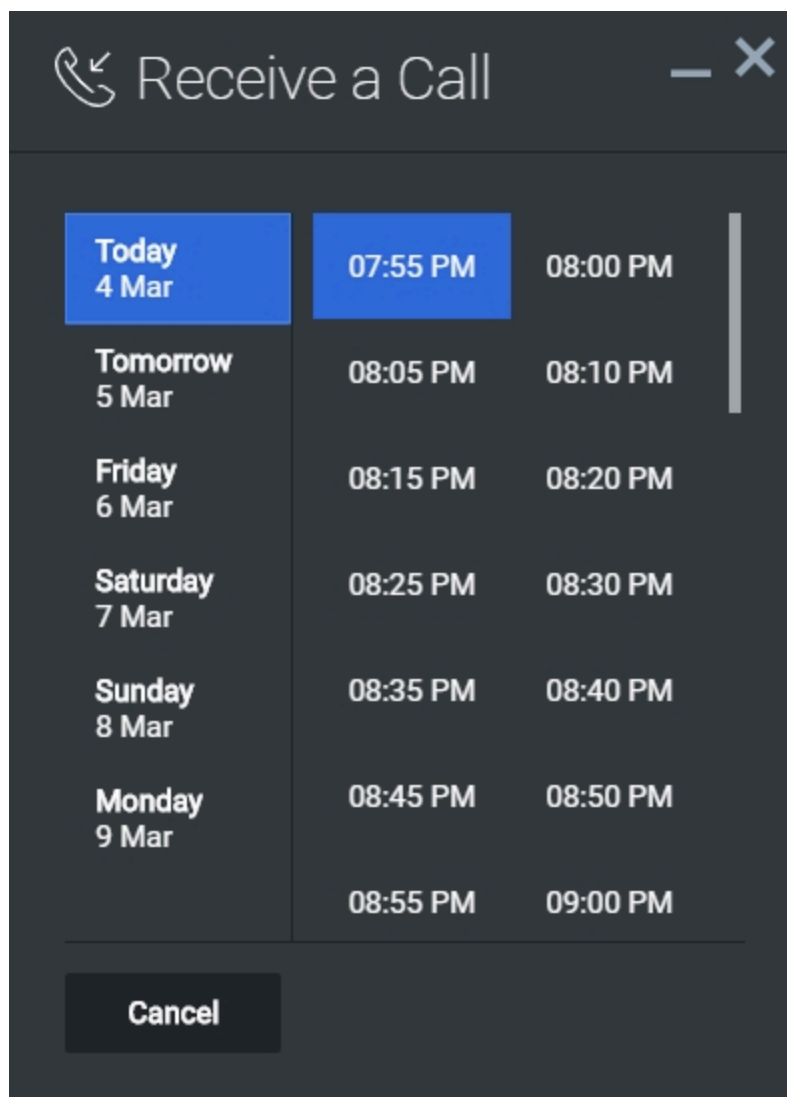 Receive a Call
Today
4 Mar
Tomorrow
5 Mar
Friday
6 Mar
Saturday
7 Mar
Sunday
8 Mar
Monday
9 Mar
07:55 PM 08:00 PM
08:05 PM 08:10 PM
08:15 PM 08:20 PM
08:25 PM 08:30 PM
08:35 PM 08:40 PM
08:45 PM 08:50 PM
08:55 PM 09:00 PM
Cancel